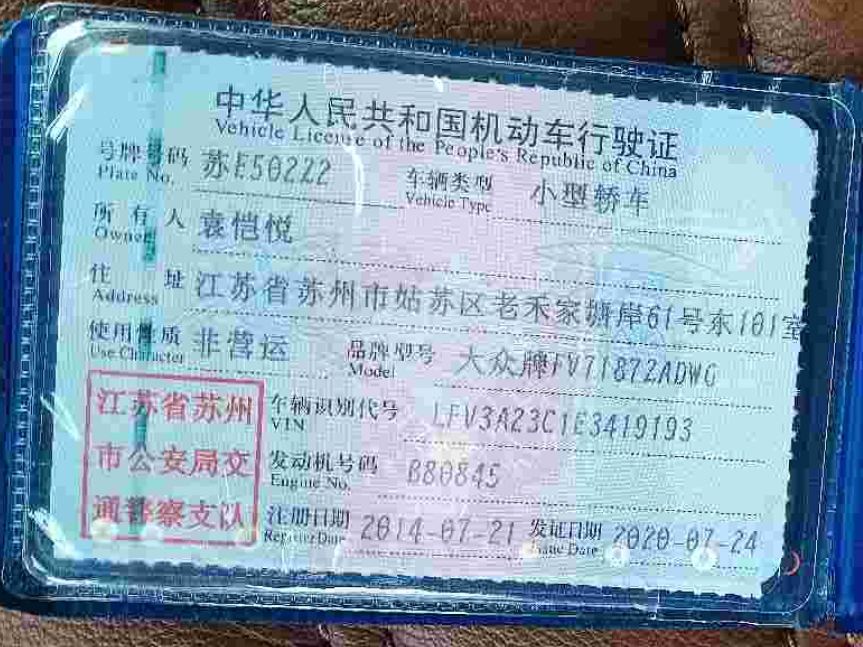 中华人民共和国机动车行驶证
Vehicle License of the People's Republic of China
号牌号码 苏E50222 车辆类型 小型轿车
Plate No. Vehicle Type
所有人 袁恺悦
Owner
住址 江苏省苏州市姑苏区老禾家塘岸61号东101室
Address
使用性质 非营运 品牌型号 大众牌FV71872ADWG
Use Character Model
江苏省苏州 车辆识别代号 LFV3A23C1E3419193
VIN
市公安局交 发动机号码 B80845
Engine No.
通警察支队 注册日期 2014-07-21 发证日期 2020-07-24
Register Date Issue Date